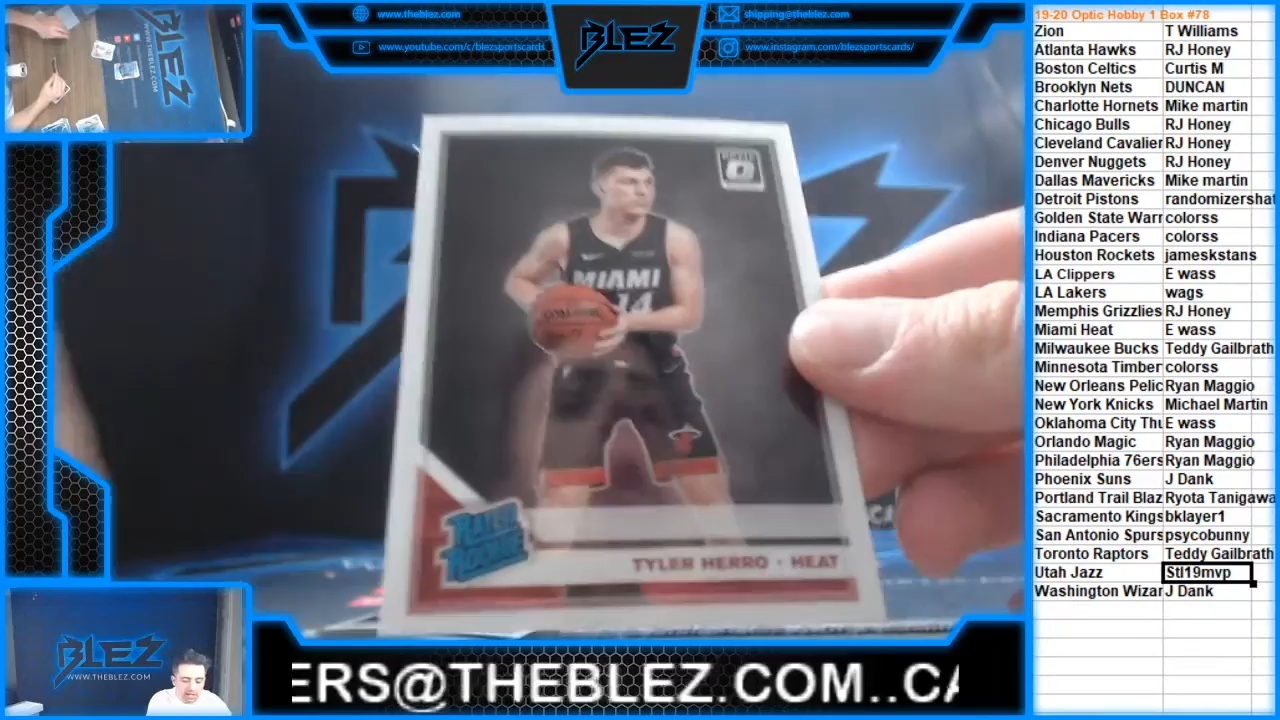 www.theblez.com
shipping@theblez.com
www.youtube.com/c/blezsportscards
www.instagram.com/blezsportscards/
BLEZ
19-20 Optic Hobby 1 Box #78
Zion T Williams
Atlanta Hawks RJ Honey
Boston Celtics Curtis M
Brooklyn Nets DUNCAN
Charlotte Hornets Mike martin
Chicago Bulls RJ Honey
Cleveland Cavalier RJ Honey
Denver Nuggets RJ Honey
Dallas Mavericks Mike martin
Detroit Pistons randomizershat
Golden State Warr colorss
Indiana Pacers colorss
Houston Rockets jameskstans
LA Clippers E wass
LA Lakers wags
Memphis Grizzlies RJ Honey
Miami Heat E wass
Milwaukee Bucks Teddy Gailbrath
Minnesota Timber colorss
New Orleans Pelic Ryan Maggio
New York Knicks Michael Martin
Oklahoma City Thu E wass
Orlando Magic Ryan Maggio
Philadelphia 76ers Ryan Maggio
Phoenix Suns J Dank
Portland Trail Blaz Ryota Tanigawa
Sacramento Kings bklayer1
San Antonio Spurs psycobunny
Toronto Raptors Teddy Gailbrath
Utah Jazz Stl19mvp
Washington Wizar J Dank
MIAMI
14
RATED
ROOKIE
TYLER HERRO · HEAT
BLEZ
WWW.THEBLEZ.COM
BLEZ
WWW.THEBLEZ.COM
ERS@THEBLEZ.COM..CA